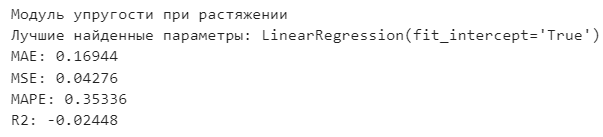 Модуль упругости при растяжении
Лучшие найденные параметры: LinearRegression(fit_intercept='True')
MAE: 0.16944
MSE: 0.04276
MAPE: 0.35336
R2: -0.02448